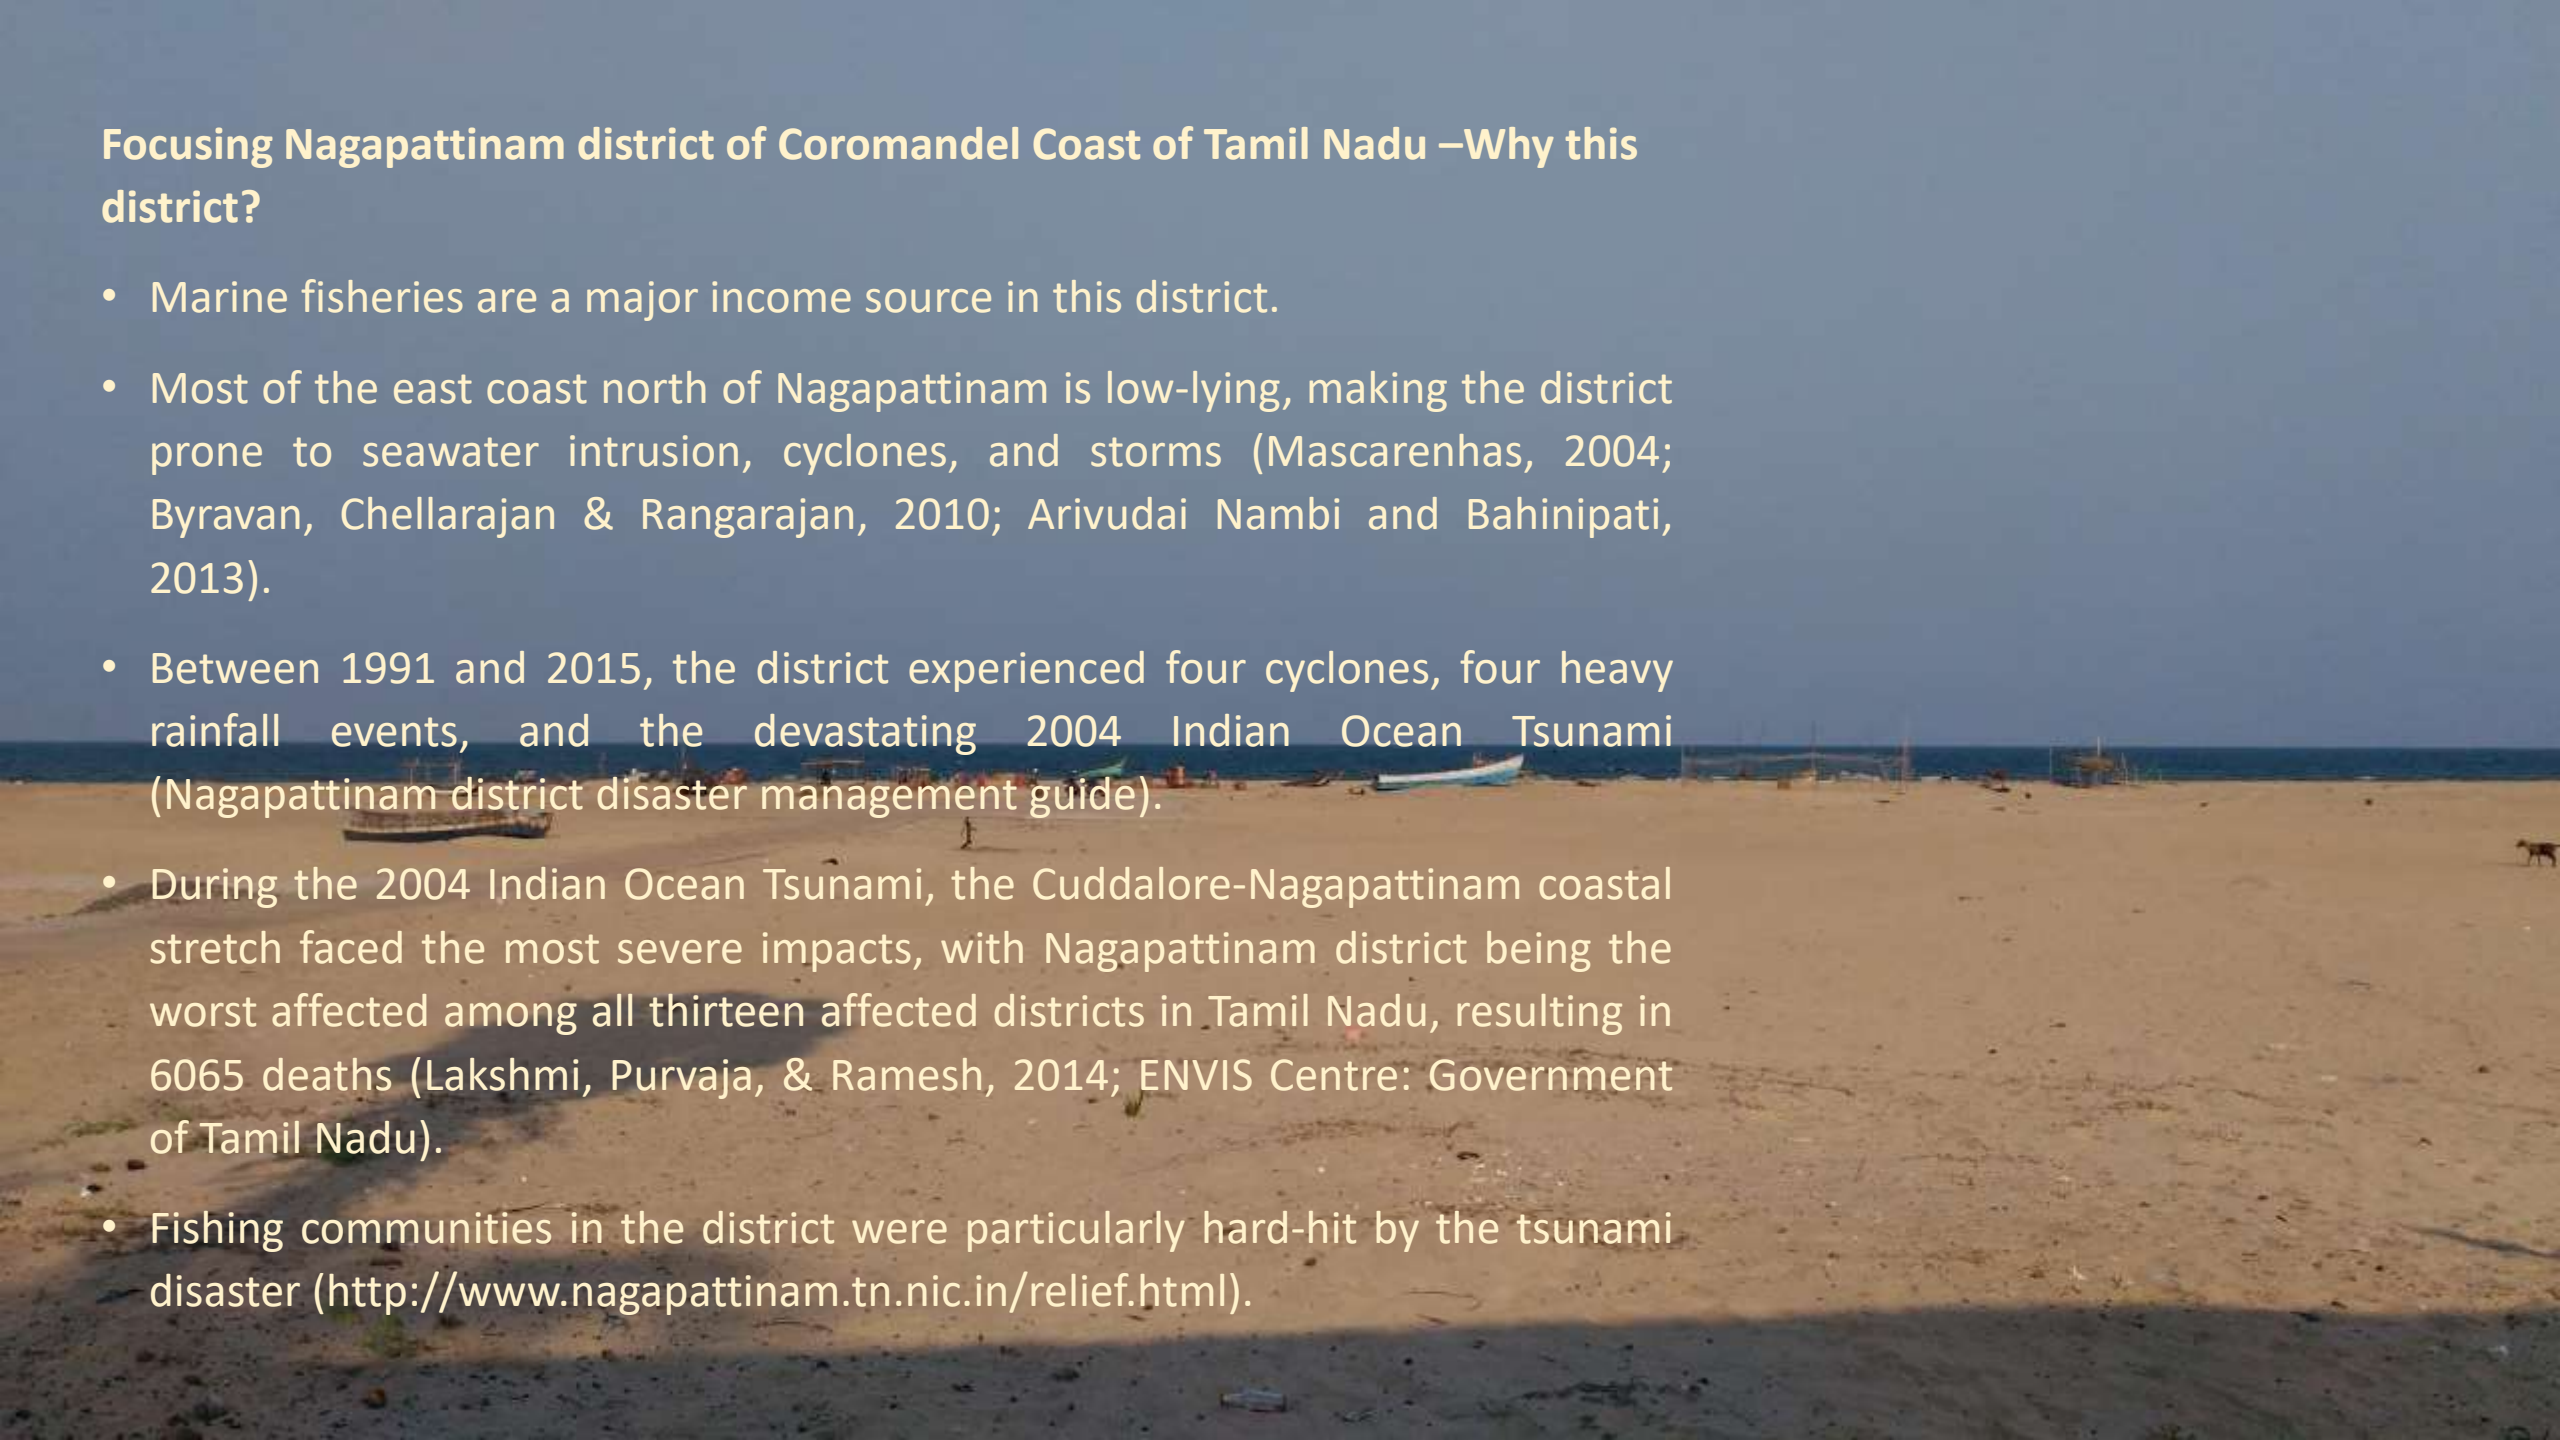 Focusing Nagapattinam district of Coromandel Coast of Tamil Nadu –Why this
district?
• Marine fisheries are a major income source in this district.
• Most of the east coast north of Nagapattinam is low-lying, making the district
prone to seawater intrusion, cyclones, and storms (Mascarenhas, 2004;
Byravan, Chellarajan & Rangarajan, 2010; Arivudai Nambi and Bahinipati,
2013).
• Between 1991 and 2015, the district experienced four cyclones, four heavy
rainfall events, and the devastating 2004 Indian Ocean Tsunami
(Nagapattinam district disaster management guide).
• During the 2004 Indian Ocean Tsunami, the Cuddalore-Nagapattinam coastal
stretch faced the most severe impacts, with Nagapattinam district being the
worst affected among all thirteen affected districts in Tamil Nadu, resulting in
6065 deaths (Lakshmi, Purvaja, & Ramesh, 2014; ENVIS Centre: Government
of Tamil Nadu).
• Fishing communities in the district were particularly hard-hit by the tsunami
disaster (http://www.nagapattinam.tn.nic.in/relief.html).